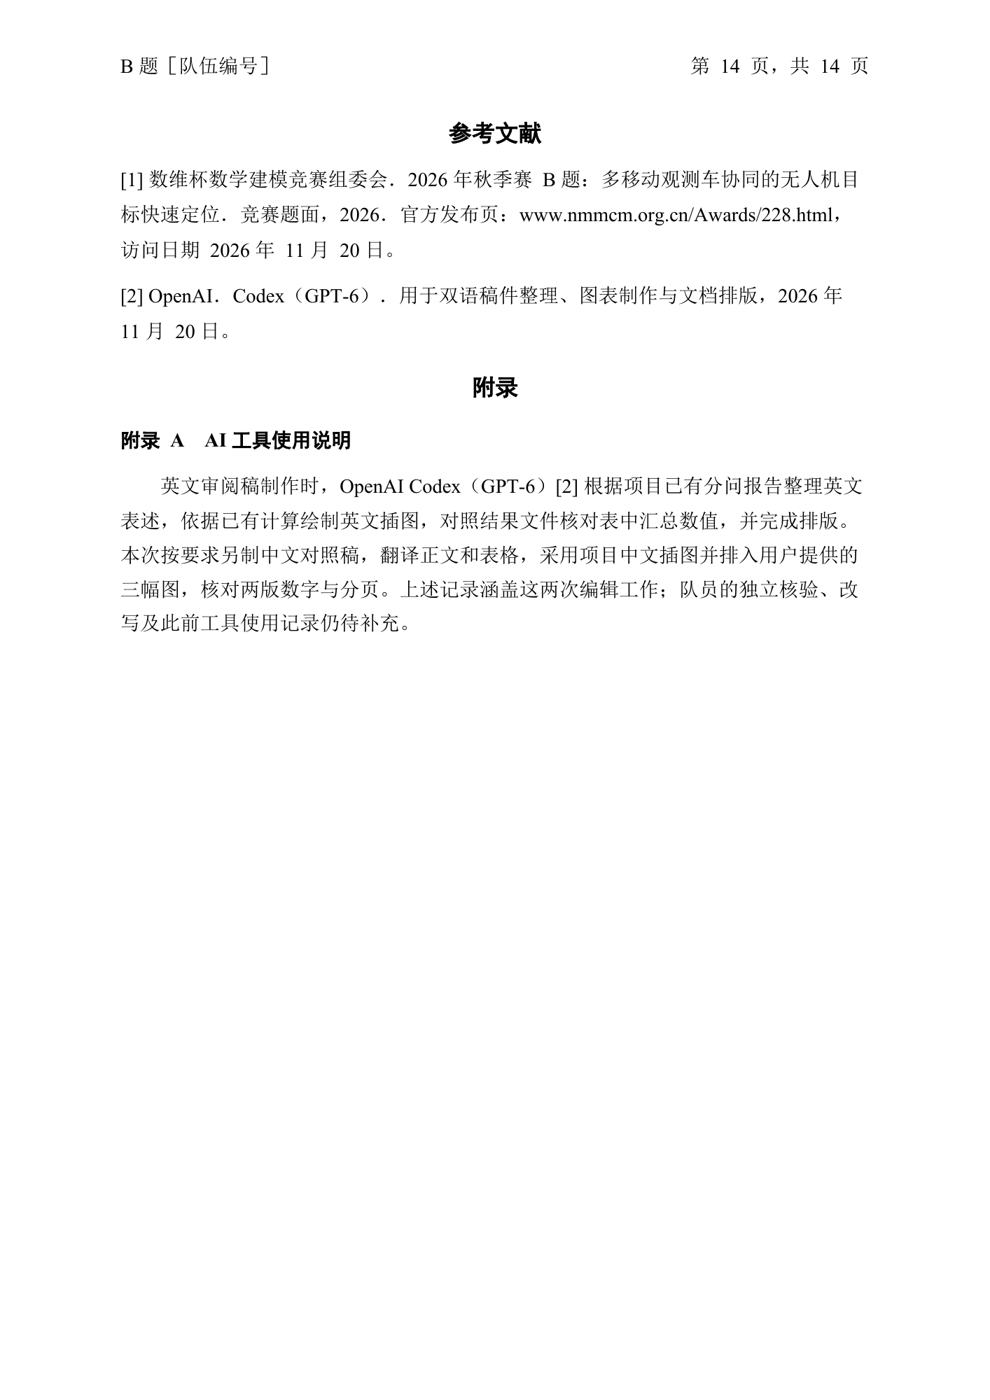 B 题［队伍编号］
第 14 页，共 14 页
参考文献
[1] 数维杯数学建模竞赛组委会．2026 年秋季赛 B 题：多移动观测车协同的无人机目
标快速定位．竞赛题面，2026．官方发布页：www.nmmcm.org.cn/Awards/228.html，
访问日期 2026 年 11 月 20 日。
[2] OpenAI．Codex（GPT-6）．用于双语稿件整理、图表制作与文档排版，2026 年
11 月 20 日。
附录
附录 A　AI 工具使用说明
英文审阅稿制作时，OpenAI Codex（GPT-6）[2] 根据项目已有分问报告整理英文
表述，依据已有计算绘制英文插图，对照结果文件核对表中汇总数值，并完成排版。
本次按要求另制中文对照稿，翻译正文和表格，采用项目中文插图并排入用户提供的
三幅图，核对两版数字与分页。上述记录涵盖这两次编辑工作；队员的独立核验、改
写及此前工具使用记录仍待补充。